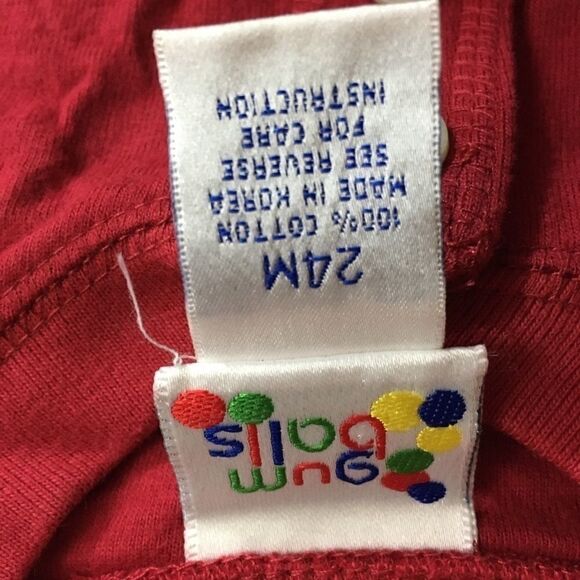 Gum
balls
24M
100% COTTON
MADE IN KOREA
SEE REVERSE
FOR CARE
INSTRUCTION